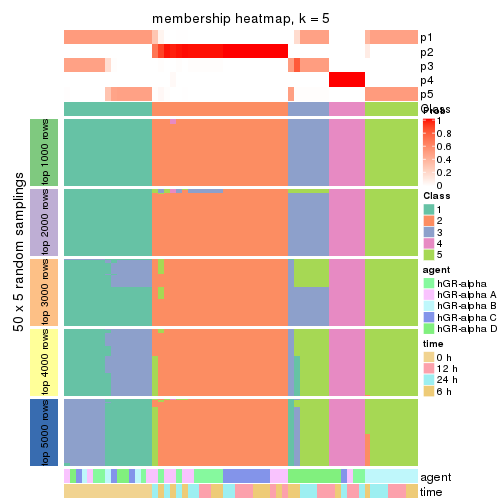 membership heatmap, k = 5
p1
p2
p3
p4
p5
Class
Prob
1
0.8
0.6
0.4
0.2
0
Class
1
2
3
4
5
agent
hGR-alpha
hGR-alpha A
hGR-alpha B
hGR-alpha C
hGR-alpha D
time
0 h
12 h
24 h
6 h
50 x 5 random samplings
top 1000 rows
top 2000 rows
top 3000 rows
top 4000 rows
top 5000 rows
agent
time